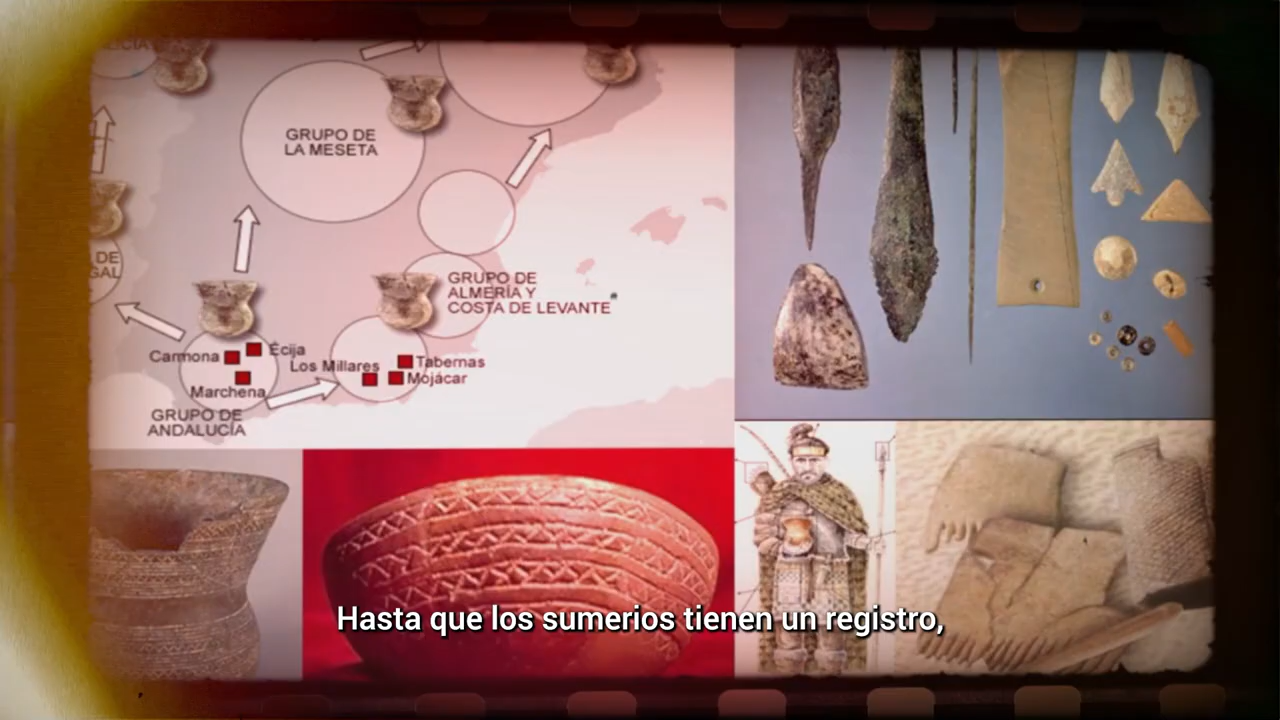 GRUPO DE
LA MESETA
DE
GRUPO DE
ALMERÍA Y
COSTA DE LEVANTE
Carmona
Écija
Los Millares
Tabernas
Mojácar
Marchena
GRUPO DE
ANDALUCÍA
Hasta que los sumerios tienen un registro,